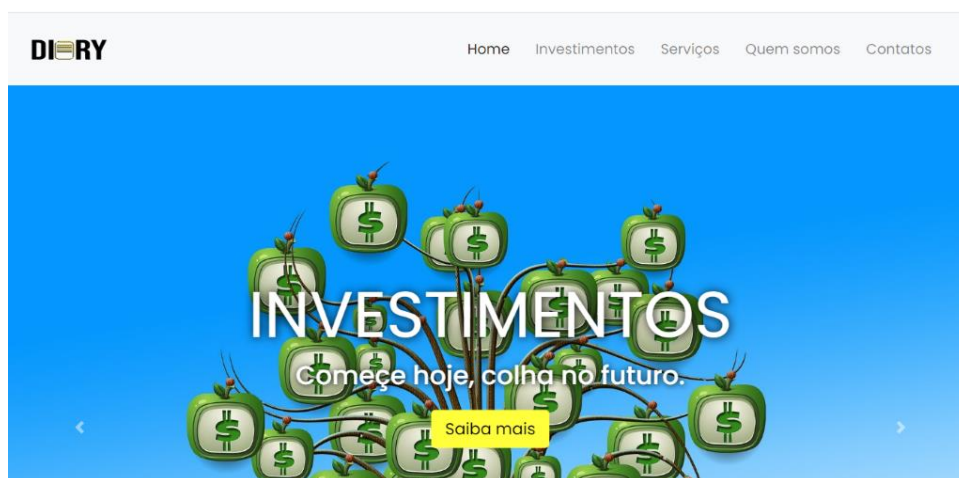 DIARY
Home Investimentos Serviços Quem somos Contatos
INVESTIMENTOS
Começe hoje, colha no futuro.
Saiba mais